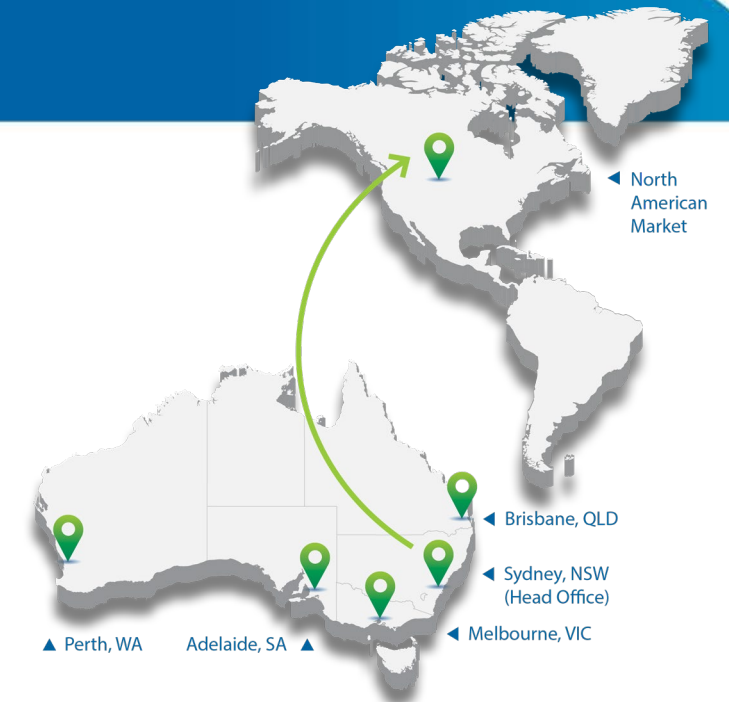 North
American
Market
Brisbane, QLD
Sydney, NSW
(Head Office)
Melbourne, VIC
Perth, WA
Adelaide, SA